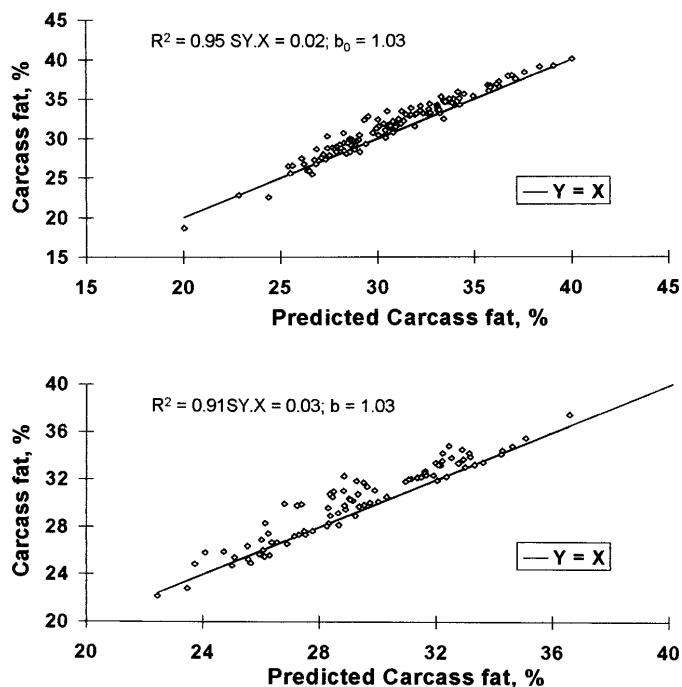 45
R² = 0.95 SY.X = 0.02; b₀ = 1.03
40
35
30
25
20
15
Carcass fat, %
Y = X
15 20 25 30 35 40 45
Predicted Carcass fat, %
40
R² = 0.91SY.X = 0.03; b = 1.03
36
32
28
24
20
Carcass fat, %
Y = X
20 24 28 32 36 40
Predicted Carcass fat, %